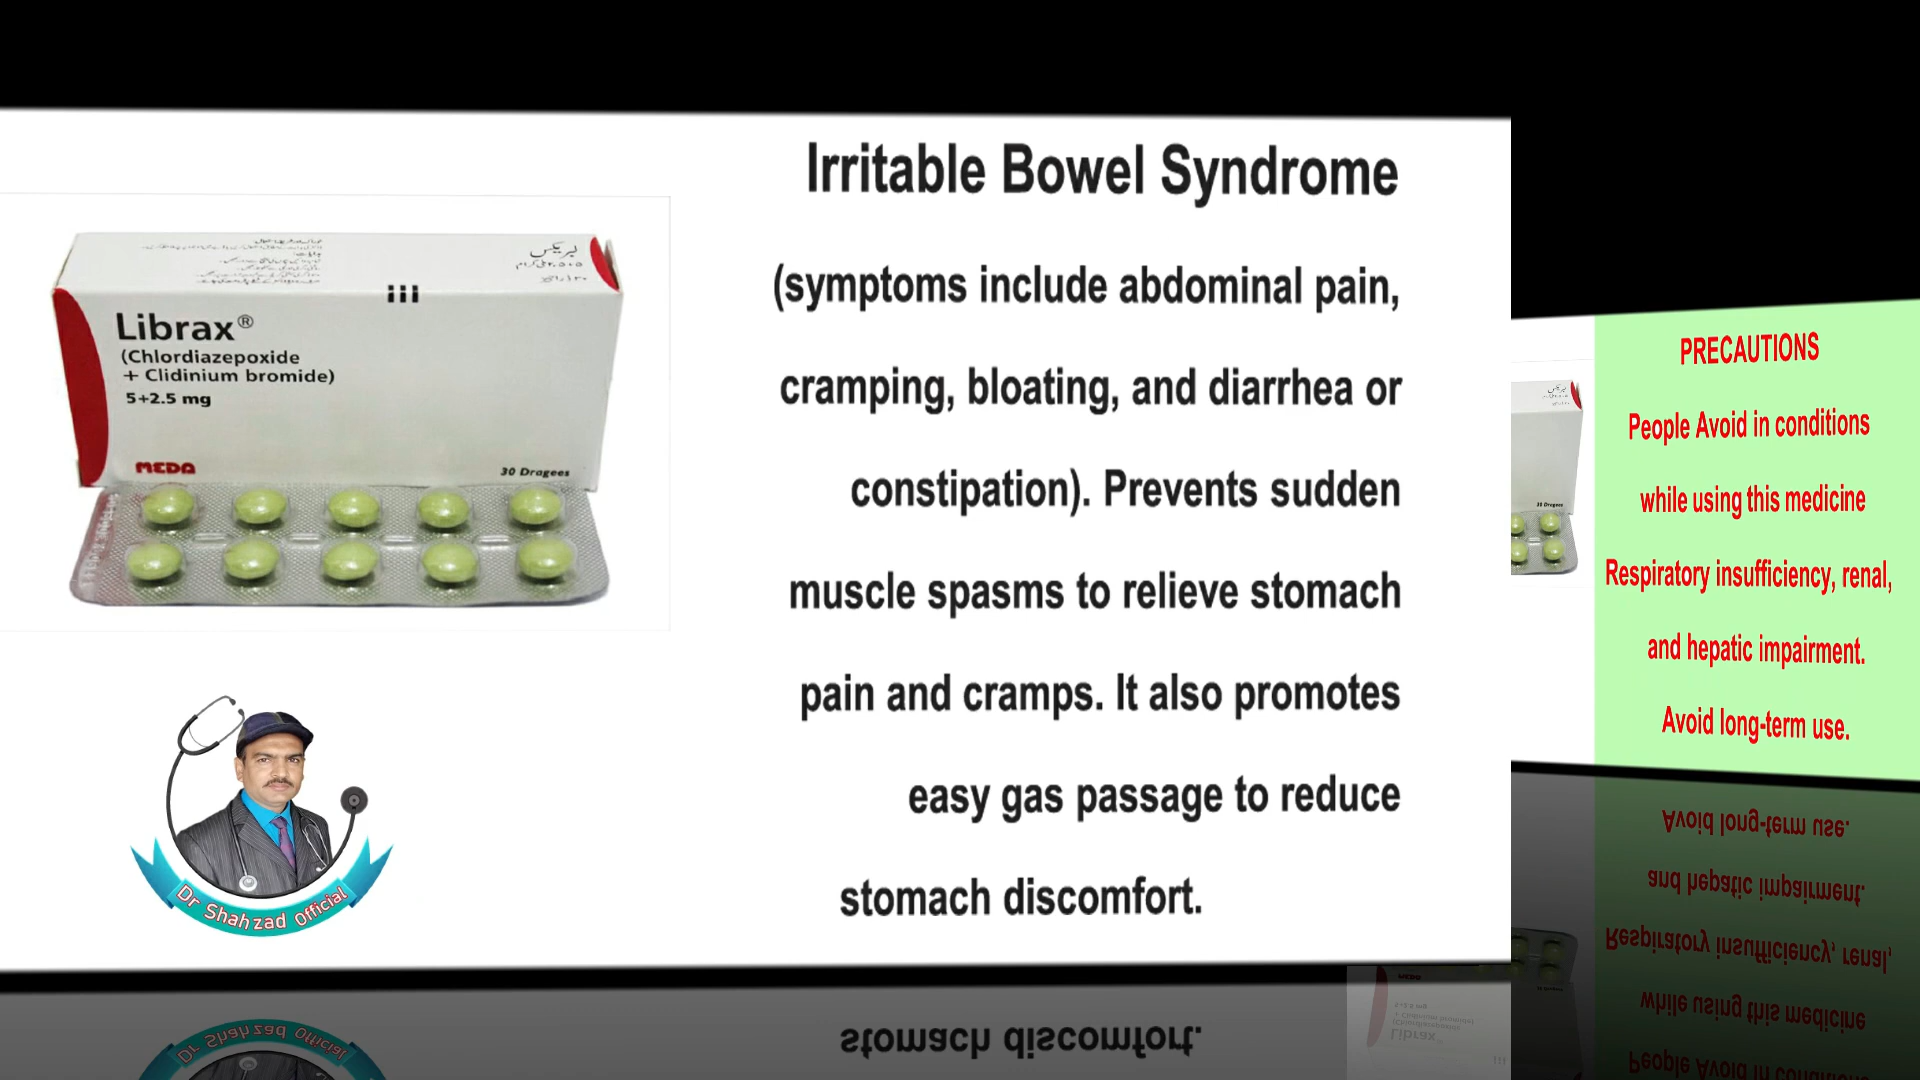 Irritable Bowel Syndrome
(symptoms include abdominal pain,
cramping, bloating, and diarrhea or
constipation). Prevents sudden
muscle spasms to relieve stomach
pain and cramps. It also promotes
easy gas passage to reduce
stomach discomfort.
لبریکس
Librax®
(Chlordiazepoxide
+ Clidinium bromide)
5+2.5 mg
MEDA
30 Dragees
Dr Shahzad Official
PRECAUTIONS
People Avoid in conditions
while using this medicine
Respiratory insufficiency, renal,
and hepatic impairment.
Avoid long-term use.
لبریکس
30 Dragees